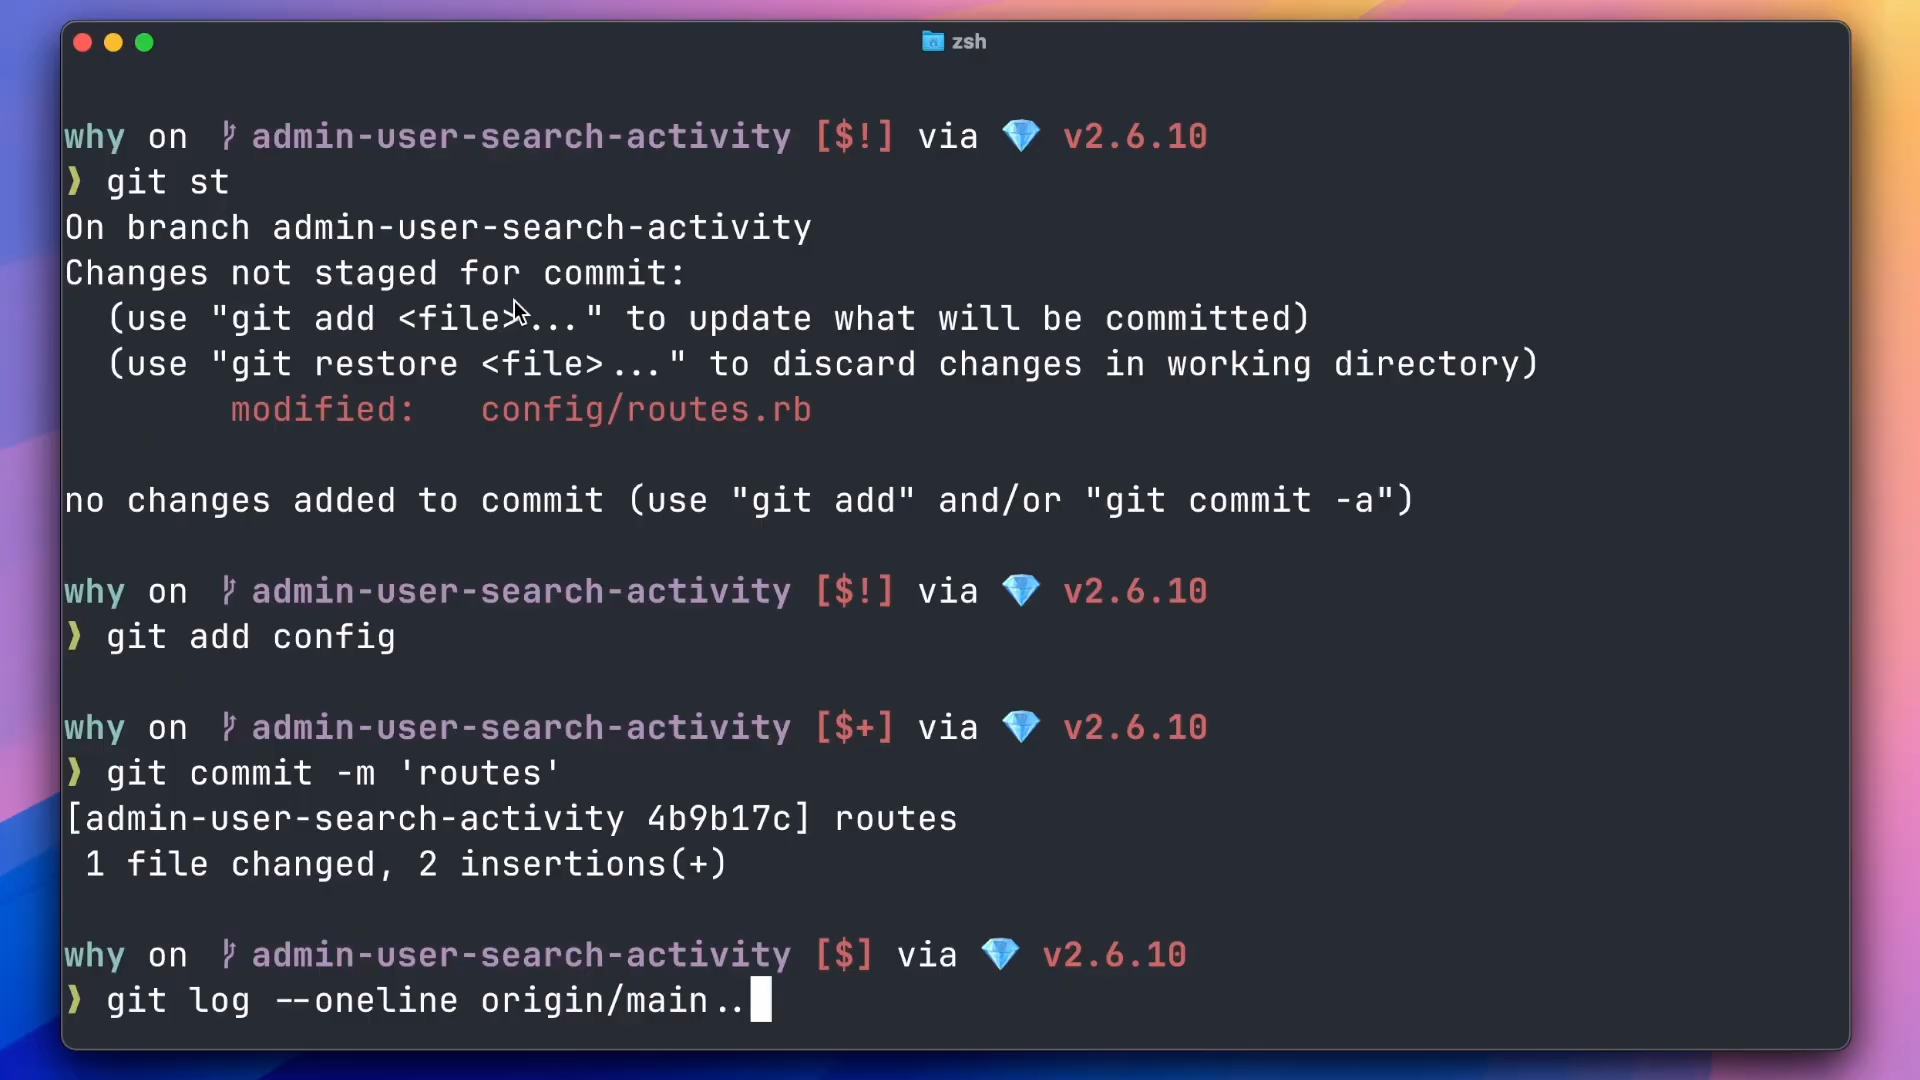 zsh
why on admin-user-search-activity [$!] via 💎 v2.6.10
❯ git st
On branch admin-user-search-activity
Changes not staged for commit:
  (use "git add <file>..." to update what will be committed)
  (use "git restore <file>..." to discard changes in working directory)
        modified:   config/routes.rb
no changes added to commit (use "git add" and/or "git commit -a")
why on admin-user-search-activity [$!] via 💎 v2.6.10
❯ git add config
why on admin-user-search-activity [$+] via 💎 v2.6.10
❯ git commit -m 'routes'
[admin-user-search-activity 4b9b17c] routes
 1 file changed, 2 insertions(+)
why on admin-user-search-activity [$] via 💎 v2.6.10
❯ git log --oneline origin/main..